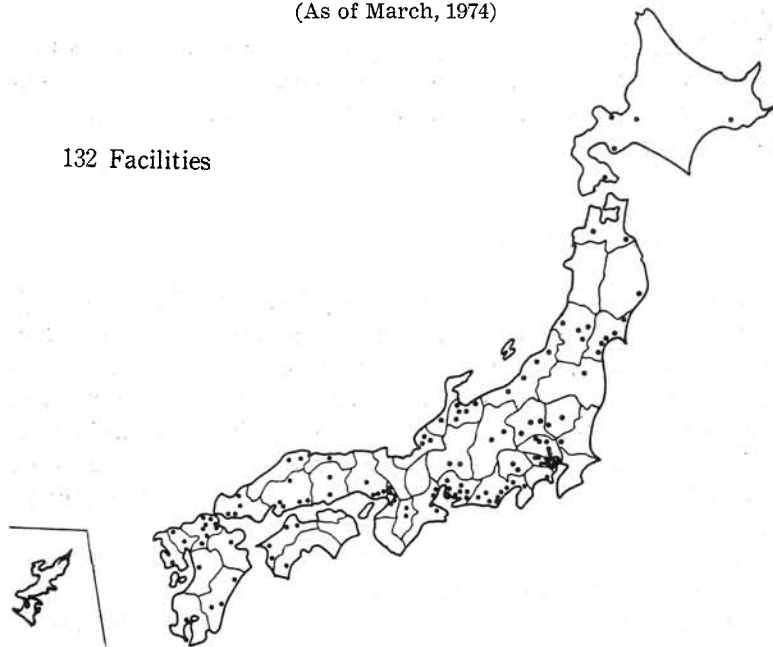 (As of March, 1974)
132 Facilities